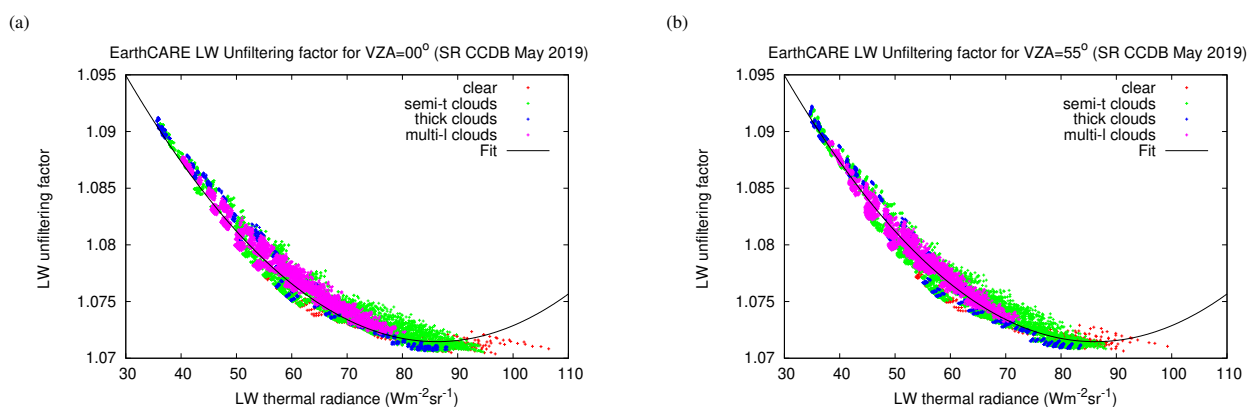 (a)
EarthCARE LW Unfiltering factor for VZA=00° (SR CCDB May 2019)
1.095
1.09
1.085
1.08
1.075
1.07
LW unfiltering factor
30 40 50 60 70 80 90 100 110
LW thermal radiance (Wm⁻²sr⁻¹)
clear
semi-t clouds
thick clouds
multi-l clouds
Fit
(b)
EarthCARE LW Unfiltering factor for VZA=55° (SR CCDB May 2019)
1.095
1.09
1.085
1.08
1.075
1.07
LW unfiltering factor
30 40 50 60 70 80 90 100 110
LW thermal radiance (Wm⁻²sr⁻¹)
clear
semi-t clouds
thick clouds
multi-l clouds
Fit